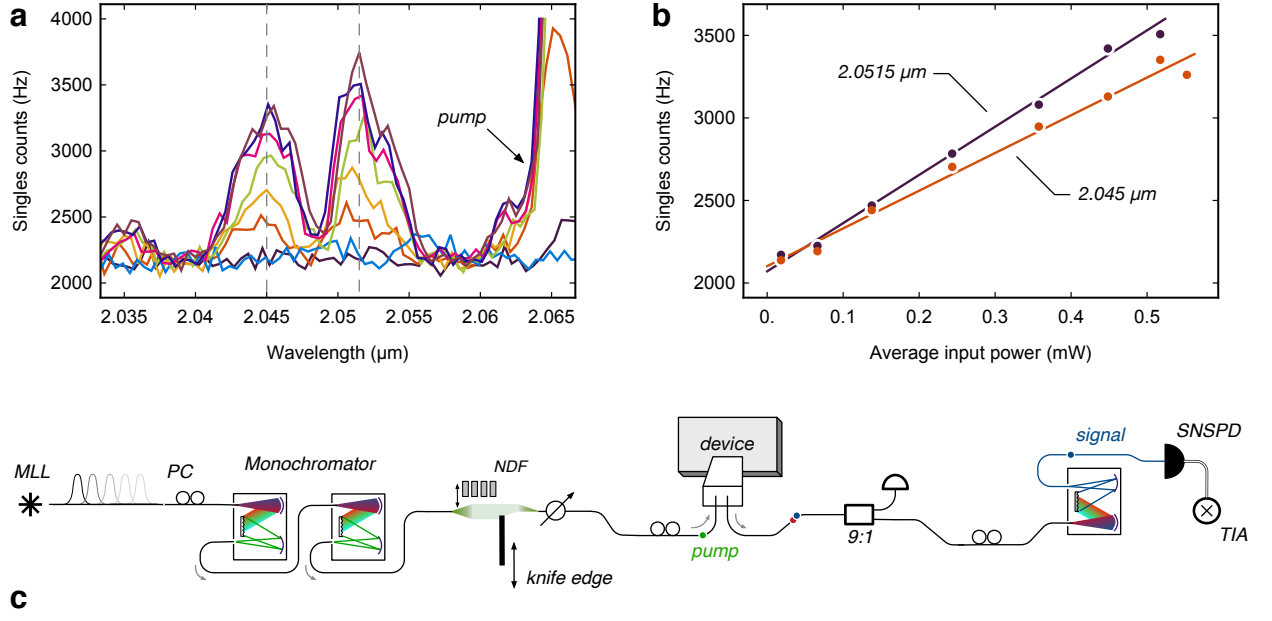 a
4000
3500
3000
2500
2000
Singles counts (Hz)
pump
2.035
2.04
2.045
2.05
2.055
2.06
2.065
Wavelength (μm)
b
3500
3000
2500
2000
Singles counts (Hz)
2.0515 μm
2.045 μm
0.
0.1
0.2
0.3
0.4
0.5
Average input power (mW)
MLL
PC
Monochromator
NDF
knife edge
device
pump
9:1
signal
SNSPD
TIA
c